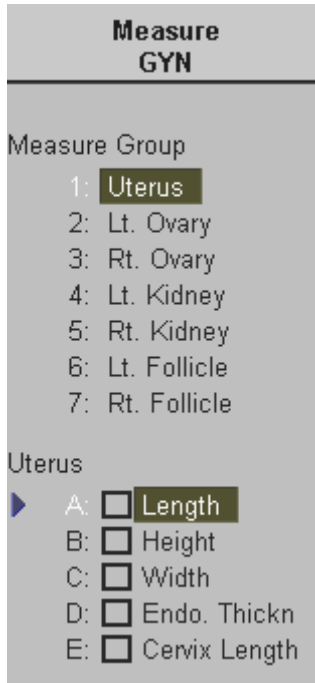 Measure
GYN
Measure Group
1: Uterus
2: Lt. Ovary
3: Rt. Ovary
4: Lt. Kidney
5: Rt. Kidney
6: Lt. Follicle
7: Rt. Follicle
Uterus
A: Length
B: Height
C: Width
D: Endo. Thickn
E: Cervix Length